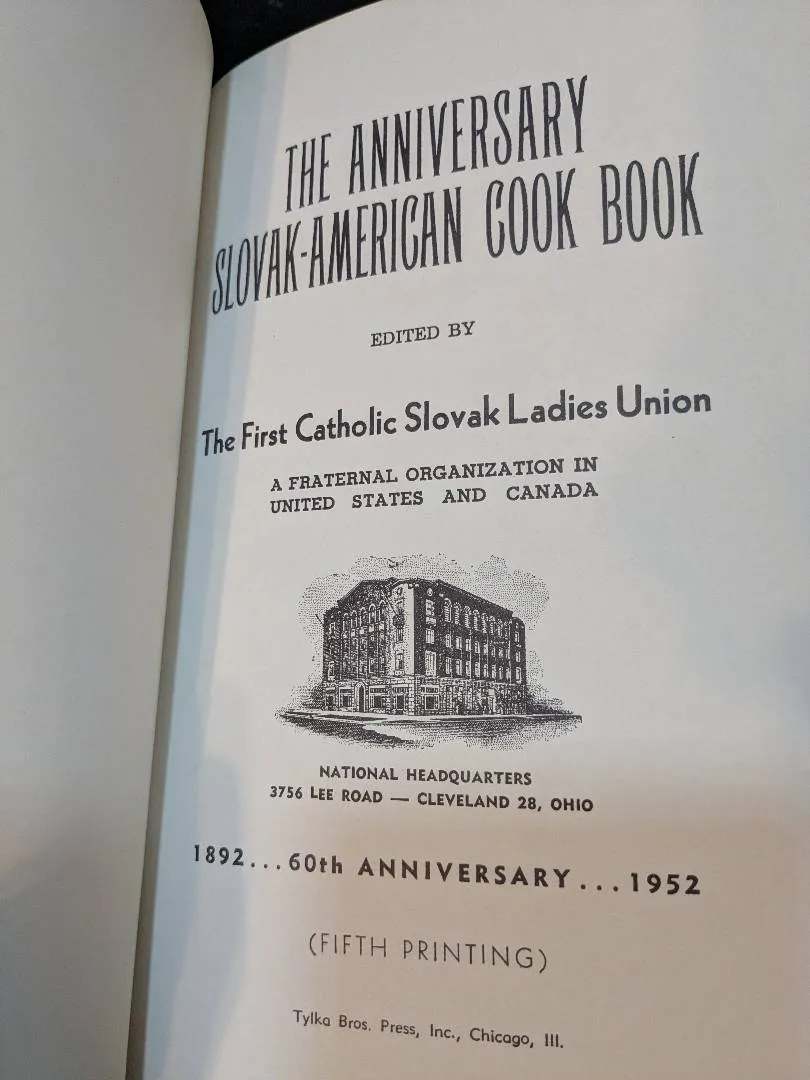 THE ANNIVERSARY
SLOVAK-AMERICAN COOK BOOK
EDITED BY
The First Catholic Slovak Ladies Union
A FRATERNAL ORGANIZATION IN
UNITED STATES AND CANADA
NATIONAL HEADQUARTERS
3756 LEE ROAD — CLEVELAND 28, OHIO
1892...60th ANNIVERSARY...1952
(FIFTH PRINTING)
Tylka Bros. Press, Inc., Chicago, Ill.